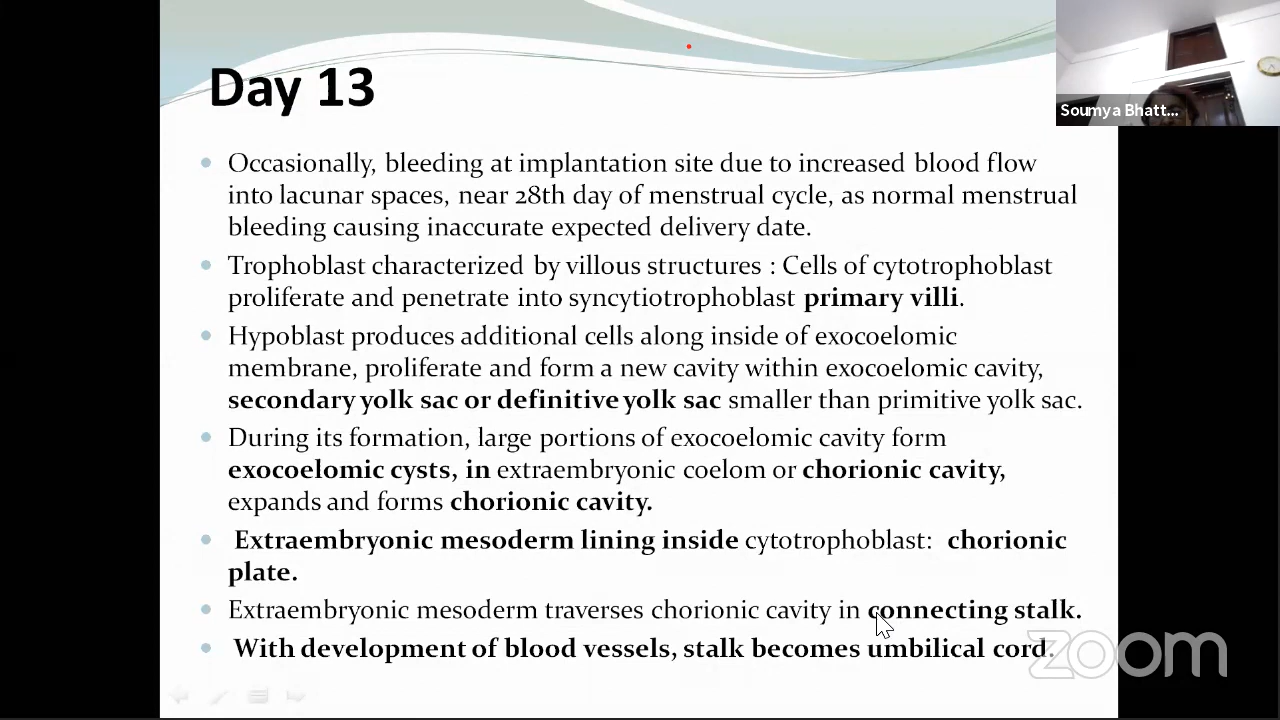 Day 13
Soumya Bhatt...
• Occasionally, bleeding at implantation site due to increased blood flow
into lacunar spaces, near 28th day of menstrual cycle, as normal menstrual
bleeding causing inaccurate expected delivery date.
• Trophoblast characterized by villous structures : Cells of cytotrophoblast
proliferate and penetrate into syncytiotrophoblast primary villi.
• Hypoblast produces additional cells along inside of exocoelomic
membrane, proliferate and form a new cavity within exocoelomic cavity,
secondary yolk sac or definitive yolk sac smaller than primitive yolk sac.
• During its formation, large portions of exocoelomic cavity form
exocoelomic cysts, in extraembryonic coelom or chorionic cavity,
expands and forms chorionic cavity.
• Extraembryonic mesoderm lining inside cytotrophoblast: chorionic
plate.
• Extraembryonic mesoderm traverses chorionic cavity in connecting stalk.
• With development of blood vessels, stalk becomes umbilical cord.
zoom